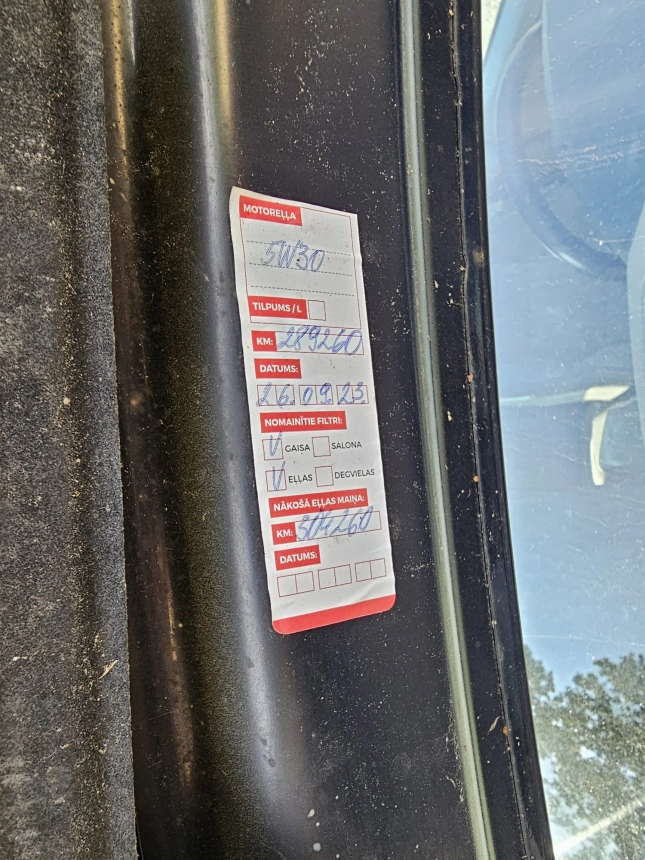 MOTOREĻĻA
5W30
TILPUMS / L
KM: 289260
DATUMS:
26.09.23.
NOMAINĪTIE FILTRI:
V GAISA SALONA
V EĻĻAS DEGVIELAS
NĀKOŠĀ EĻĻAS MAIŅA:
KM: 304260
DATUMS: